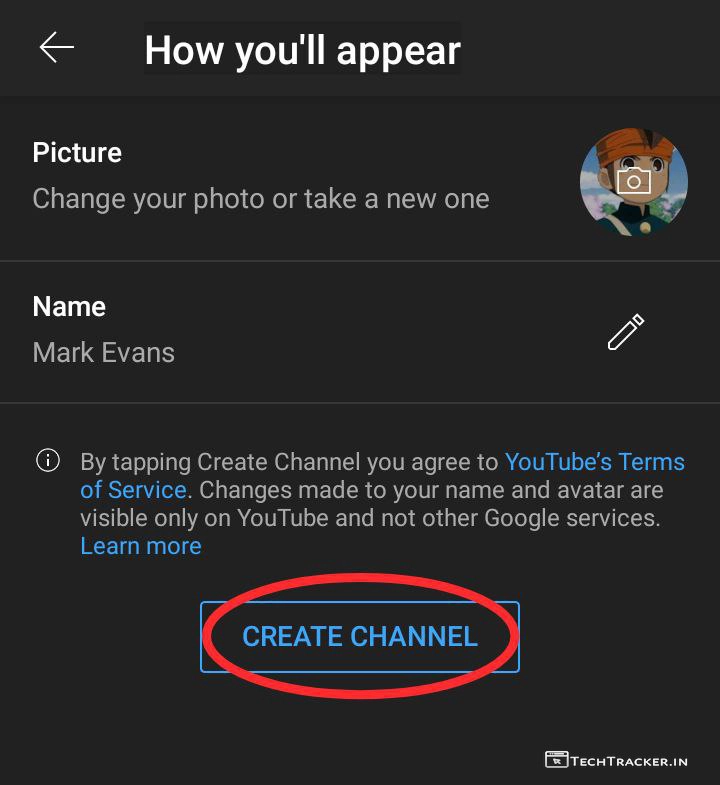 How you'll appear
Picture
Change your photo or take a new one
Name
Mark Evans
By tapping Create Channel you agree to YouTube’s Terms
of Service. Changes made to your name and avatar are
visible only on YouTube and not other Google services.
Learn more
CREATE CHANNEL
TECHTRACKER.IN